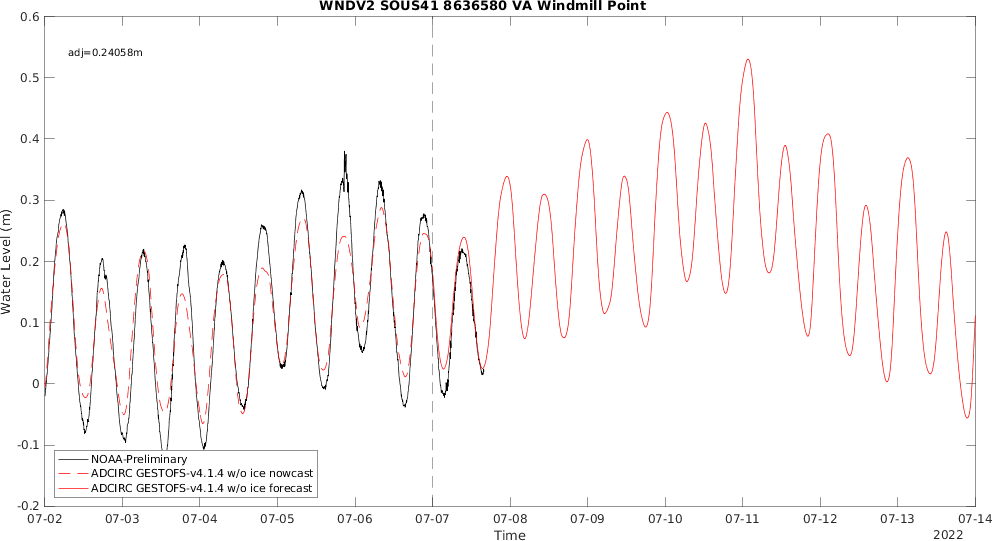 WNDV2 SOUS41 8636580 VA Windmill Point
adj=0.24058m
Water Level (m)
0.6
0.5
0.4
0.3
0.2
0.1
0
-0.1
-0.2
NOAA-Preliminary
ADCIRC GESTOFS-v4.1.4 w/o ice nowcast
ADCIRC GESTOFS-v4.1.4 w/o ice forecast
07-02 07-03 07-04 07-05 07-06 07-07 07-08 07-09 07-10 07-11 07-12 07-13 07-14
Time
2022